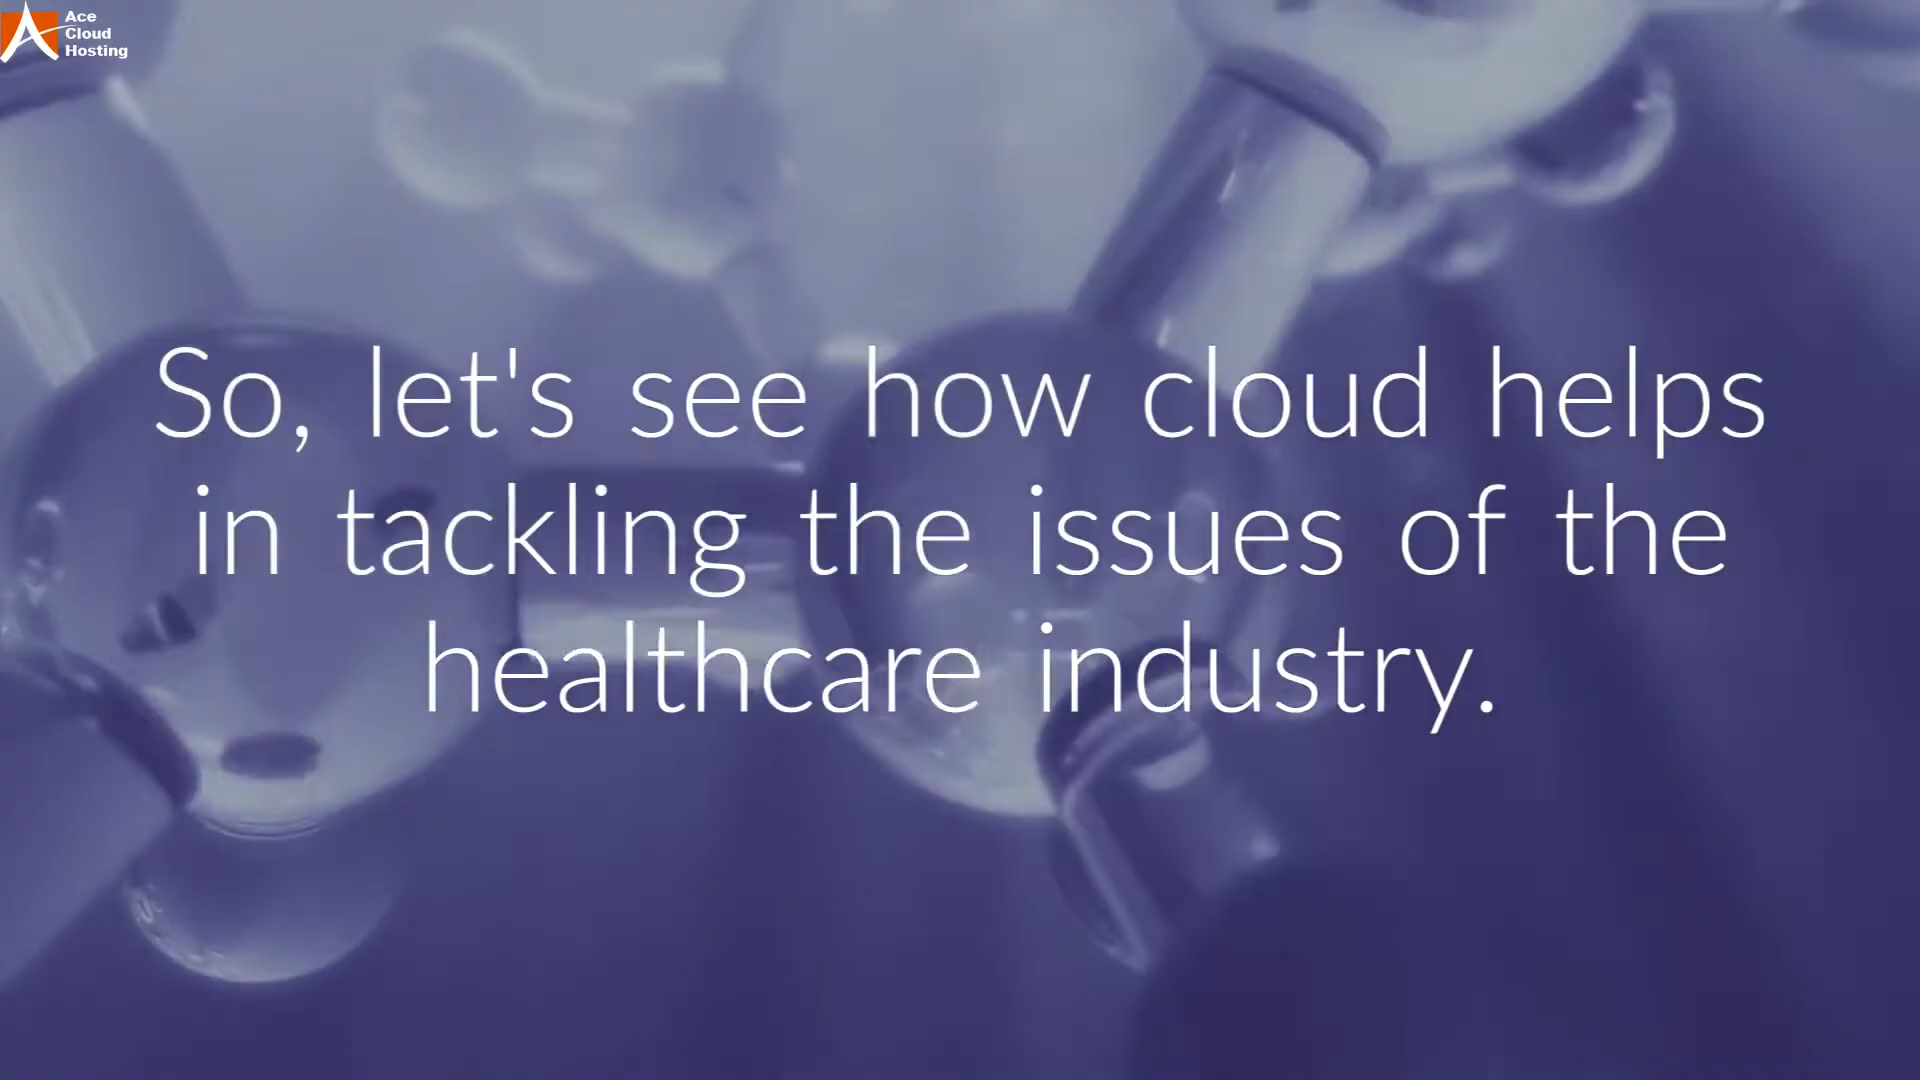 Ace
Cloud
Hosting
So, let's see how cloud helps
in tackling the issues of the
healthcare industry.